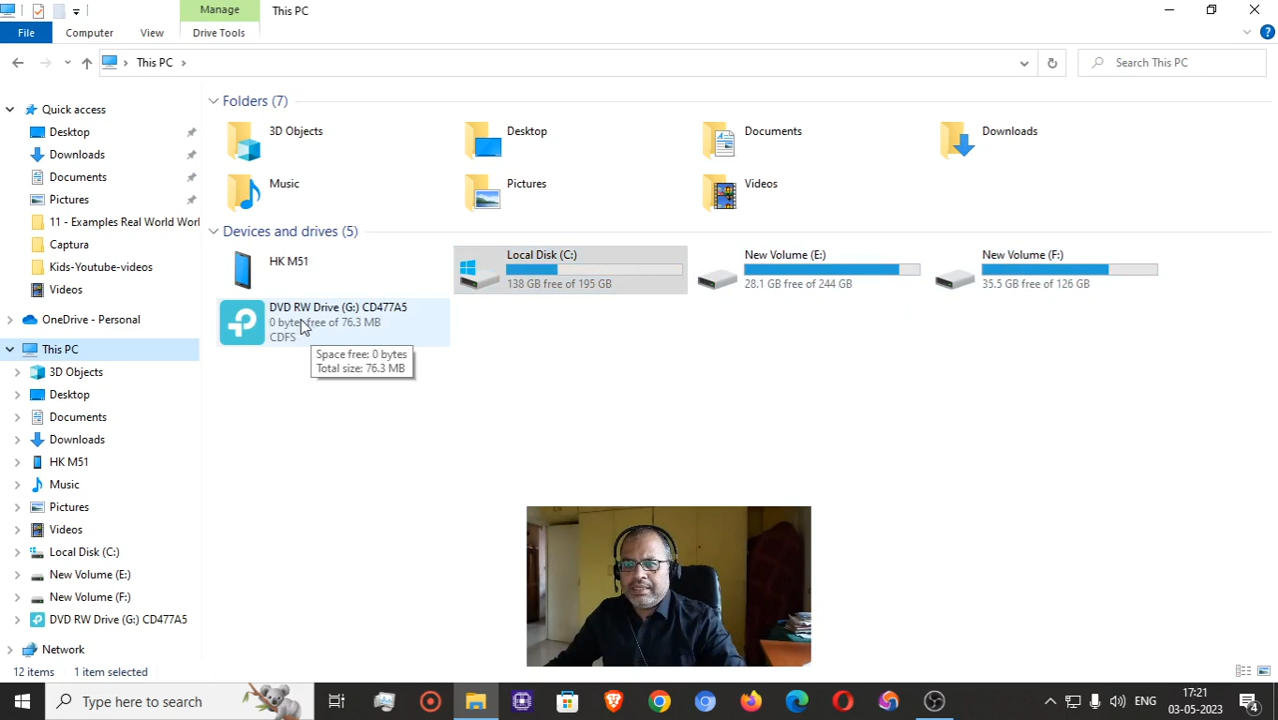 Manage
This PC
File
Computer
View
Drive Tools
This PC
Search This PC
Quick access
Desktop
Downloads
Documents
Pictures
11 - Examples Real World Worl
Captura
Kids-Youtube-videos
Videos
OneDrive - Personal
This PC
3D Objects
Desktop
Documents
Downloads
HK M51
Music
Pictures
Videos
Local Disk (C:)
New Volume (E:)
New Volume (F:)
DVD RW Drive (G:) CD477A5
Network
Folders (7)
3D Objects
Desktop
Documents
Downloads
Music
Pictures
Videos
Devices and drives (5)
HK M51
Local Disk (C:)
138 GB free of 195 GB
New Volume (E:)
28.1 GB free of 244 GB
New Volume (F:)
35.5 GB free of 126 GB
DVD RW Drive (G:) CD477A5
0 bytes free of 76.3 MB
CDFS
Space free: 0 bytes
Total size: 76.3 MB
12 items
1 item selected
Type here to search
ENG
17:21
03-05-2023
4